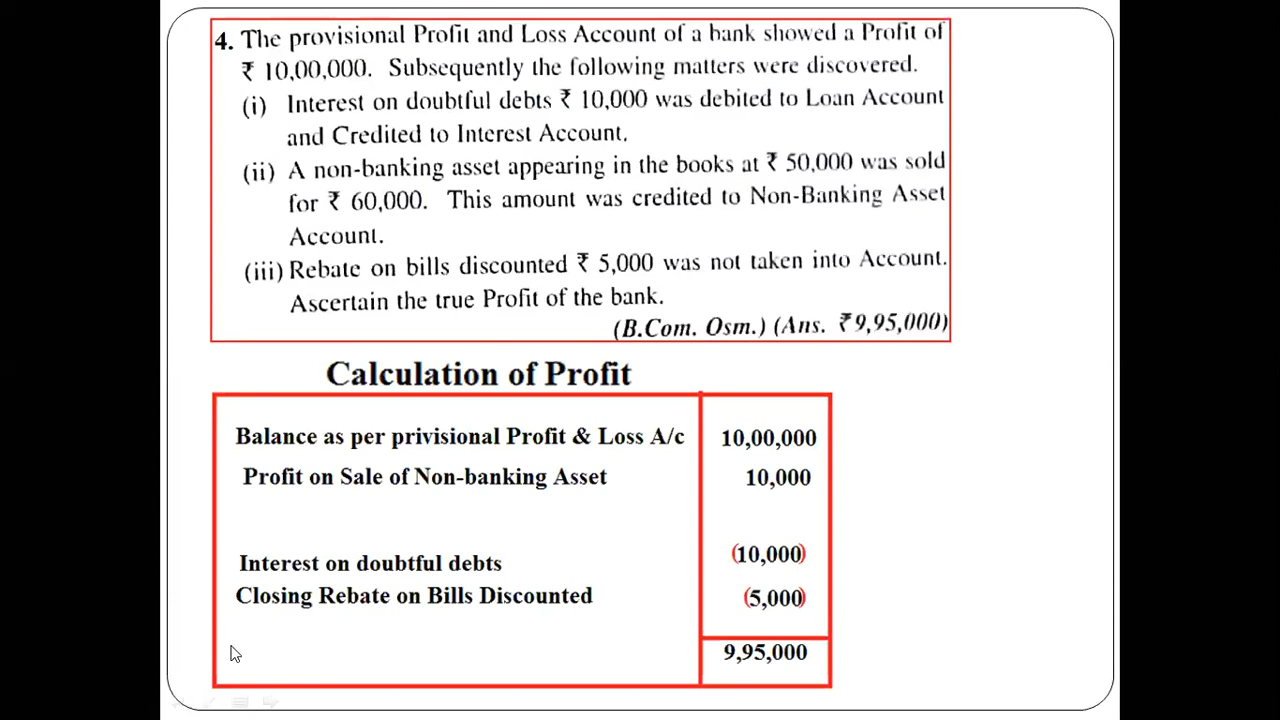 4. The provisional Profit and Loss Account of a bank showed a Profit of
₹ 10,00,000. Subsequently the following matters were discovered.
(i) Interest on doubtful debts ₹ 10,000 was debited to Loan Account
and Credited to Interest Account.
(ii) A non-banking asset appearing in the books at ₹ 50,000 was sold
for ₹ 60,000. This amount was credited to Non-Banking Asset
Account.
(iii) Rebate on bills discounted ₹ 5,000 was not taken into Account.
Ascertain the true Profit of the bank.
(B.Com. Osm.) (Ans. ₹9,95,000)
Calculation of Profit
Balance as per privisional Profit & Loss A/c 10,00,000
Profit on Sale of Non-banking Asset 10,000
Interest on doubtful debts (10,000)
Closing Rebate on Bills Discounted (5,000)
9,95,000